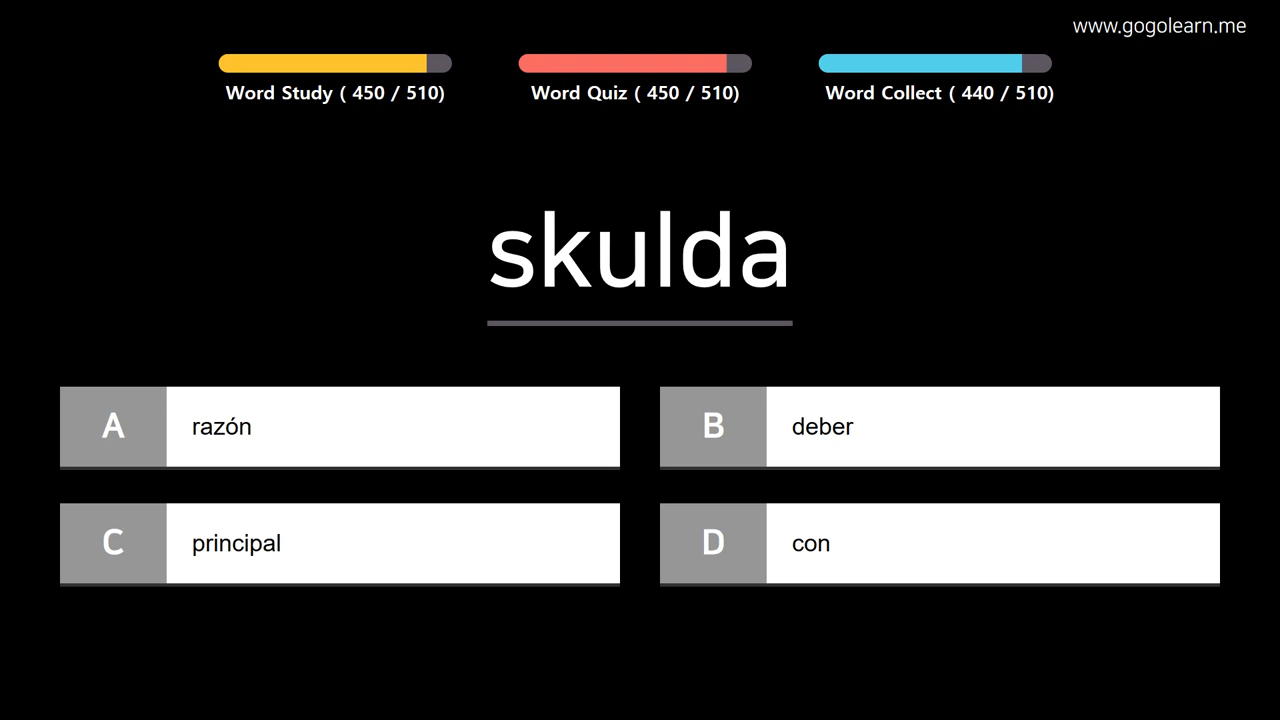 www.gogolearn.me
Word Study ( 450 / 510)
Word Quiz ( 450 / 510)
Word Collect ( 440 / 510)
skulda
A razón
B deber
C principal
D con